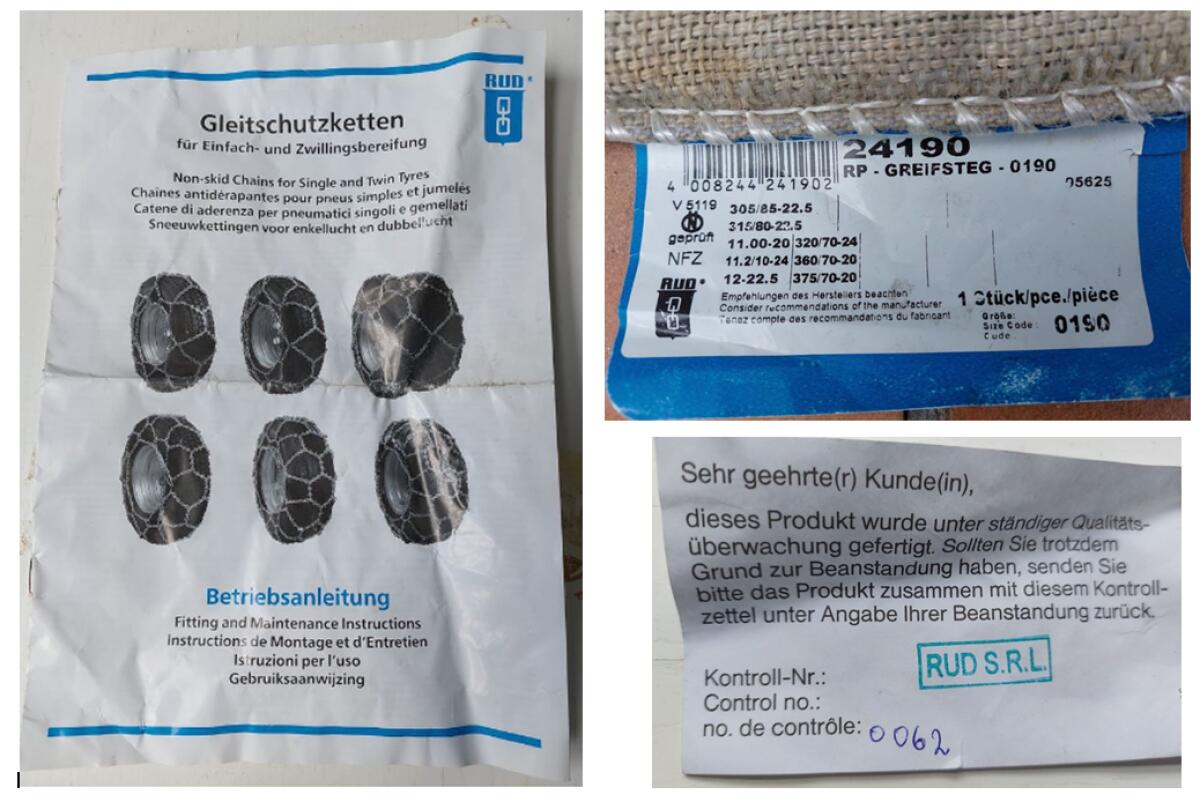 RUD
Gleitschutzketten
für Einfach- und Zwillingsbereifung
Non-skid Chains for Single and Twin Tyres
Chaînes antidérapantes pour pneus simples et jumelés
Catene di aderenza per pneumatici singoli e gemellati
Sneeuwkettingen voor enkellucht en dubbellucht
Betriebsanleitung
Fitting and Maintenance Instructions
Instructions de Montage et d'Entretien
Istruzioni per l'uso
Gebruiksaanwijzing
24190
RP - GREIFSTEG - 0190
4 008244 241902
05625
V 5119
geprüft
NFZ
RUD
305/85-22.5
315/80-22.5
11.00-20 320/70-24
11.2/10-24 360/70-20
12-22.5 375/70-20
Empfehlungen des Herstellers beachten
Consider recommendations of the manufacturer
Tenez compte des recommandations du fabricant
1 Stück/pce./pièce
Größe:
Size Code:
Code
0190
Sehr geehrte(r) Kunde(in),
dieses Produkt wurde unter ständiger Qualitäts-
überwachung gefertigt. Sollten Sie trotzdem
Grund zur Beanstandung haben, senden Sie
bitte das Produkt zusammen mit diesem Kontroll-
zettel unter Angabe Ihrer Beanstandung zurück.
RUD S.R.L.
Kontroll-Nr.:
Control no.:
no. de contrôle: 0062